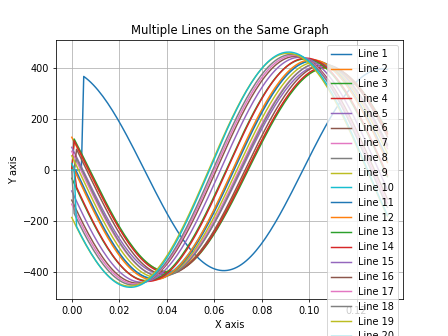 Multiple Lines on the Same Graph
Y axis
400
200
0
−200
−400
0.00
0.02
0.04
0.06
0.08
0.10
X axis
Line 1
Line 2
Line 3
Line 4
Line 5
Line 6
Line 7
Line 8
Line 9
Line 10
Line 11
Line 12
Line 13
Line 14
Line 15
Line 16
Line 17
Line 18
Line 19
Line 20